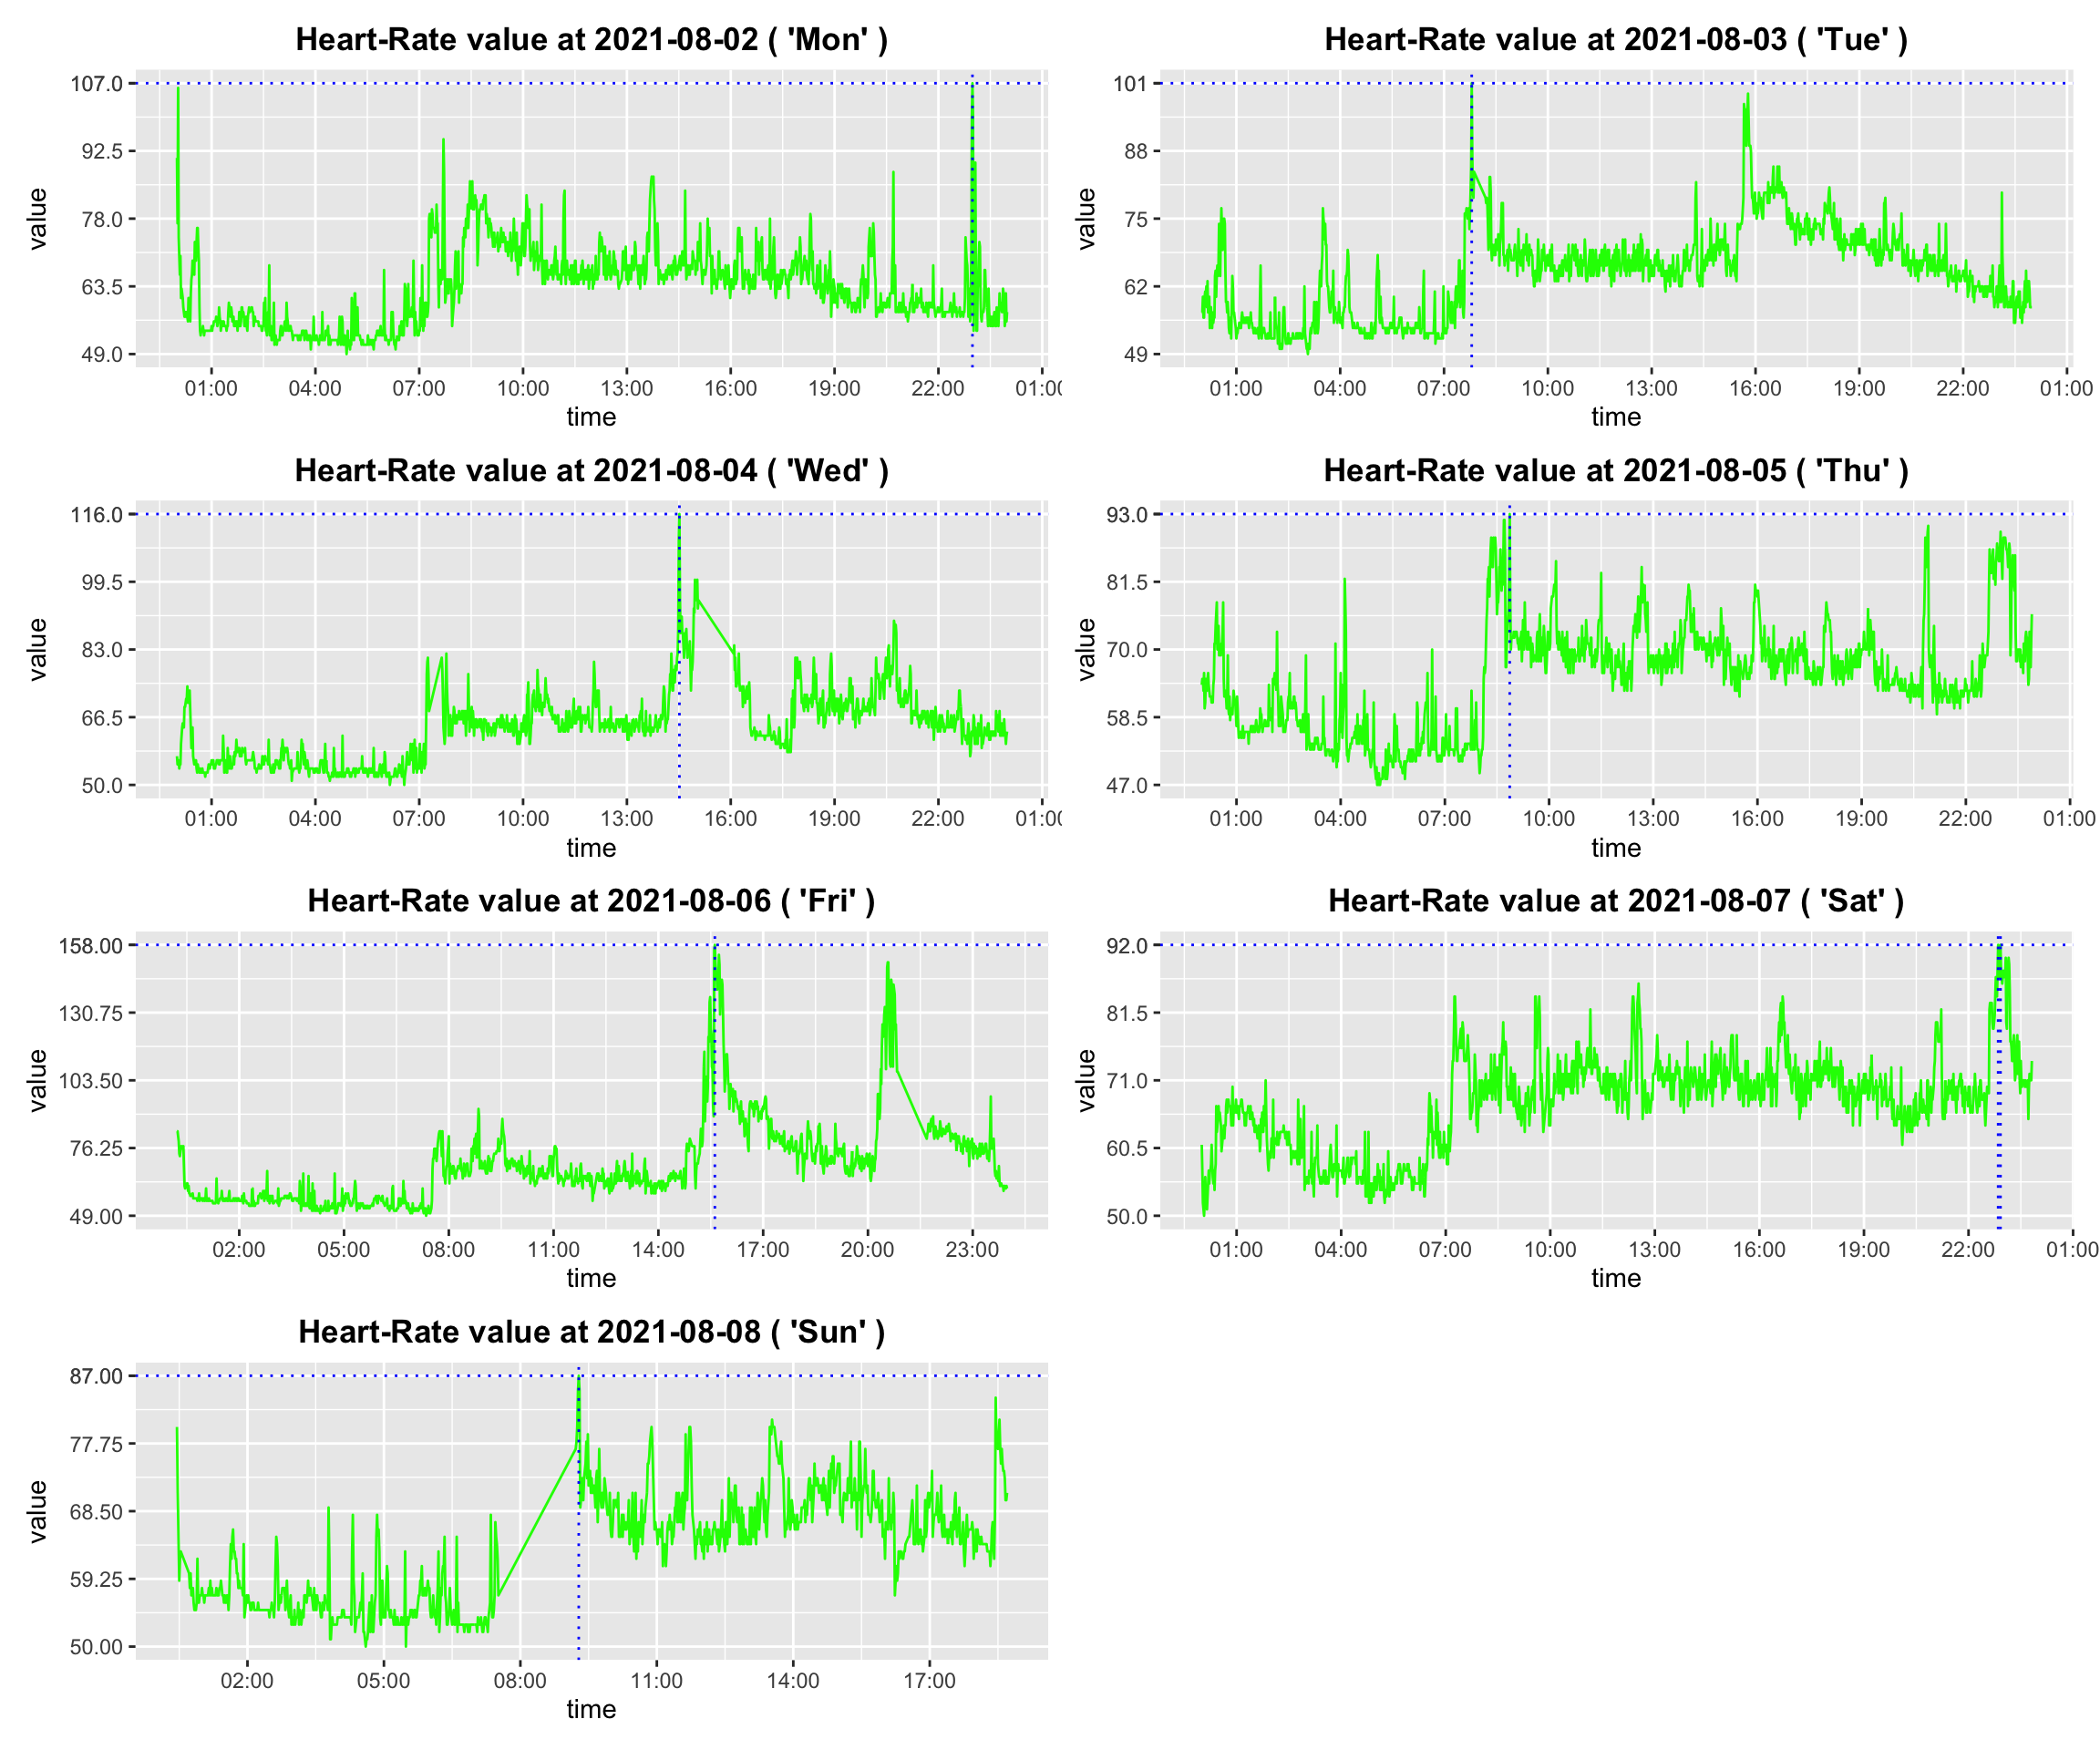 Heart-Rate value at 2021-08-02 ( 'Mon' )
107.0
92.5
78.0
63.5
49.0
value
01:00 04:00 07:00 10:00 13:00 16:00 19:00 22:00 01:00
time
Heart-Rate value at 2021-08-03 ( 'Tue' )
101
88
75
62
49
value
01:00 04:00 07:00 10:00 13:00 16:00 19:00 22:00 01:00
time
Heart-Rate value at 2021-08-04 ( 'Wed' )
116.0
99.5
83.0
66.5
50.0
value
01:00 04:00 07:00 10:00 13:00 16:00 19:00 22:00 01:00
time
Heart-Rate value at 2021-08-05 ( 'Thu' )
93.0
81.5
70.0
58.5
47.0
value
01:00 04:00 07:00 10:00 13:00 16:00 19:00 22:00 01:00
time
Heart-Rate value at 2021-08-06 ( 'Fri' )
158.00
130.75
103.50
76.25
49.00
value
02:00 05:00 08:00 11:00 14:00 17:00 20:00 23:00
time
Heart-Rate value at 2021-08-07 ( 'Sat' )
92.0
81.5
71.0
60.5
50.0
value
01:00 04:00 07:00 10:00 13:00 16:00 19:00 22:00 01:00
time
Heart-Rate value at 2021-08-08 ( 'Sun' )
87.00
77.75
68.50
59.25
50.00
value
02:00 05:00 08:00 11:00 14:00 17:00
time